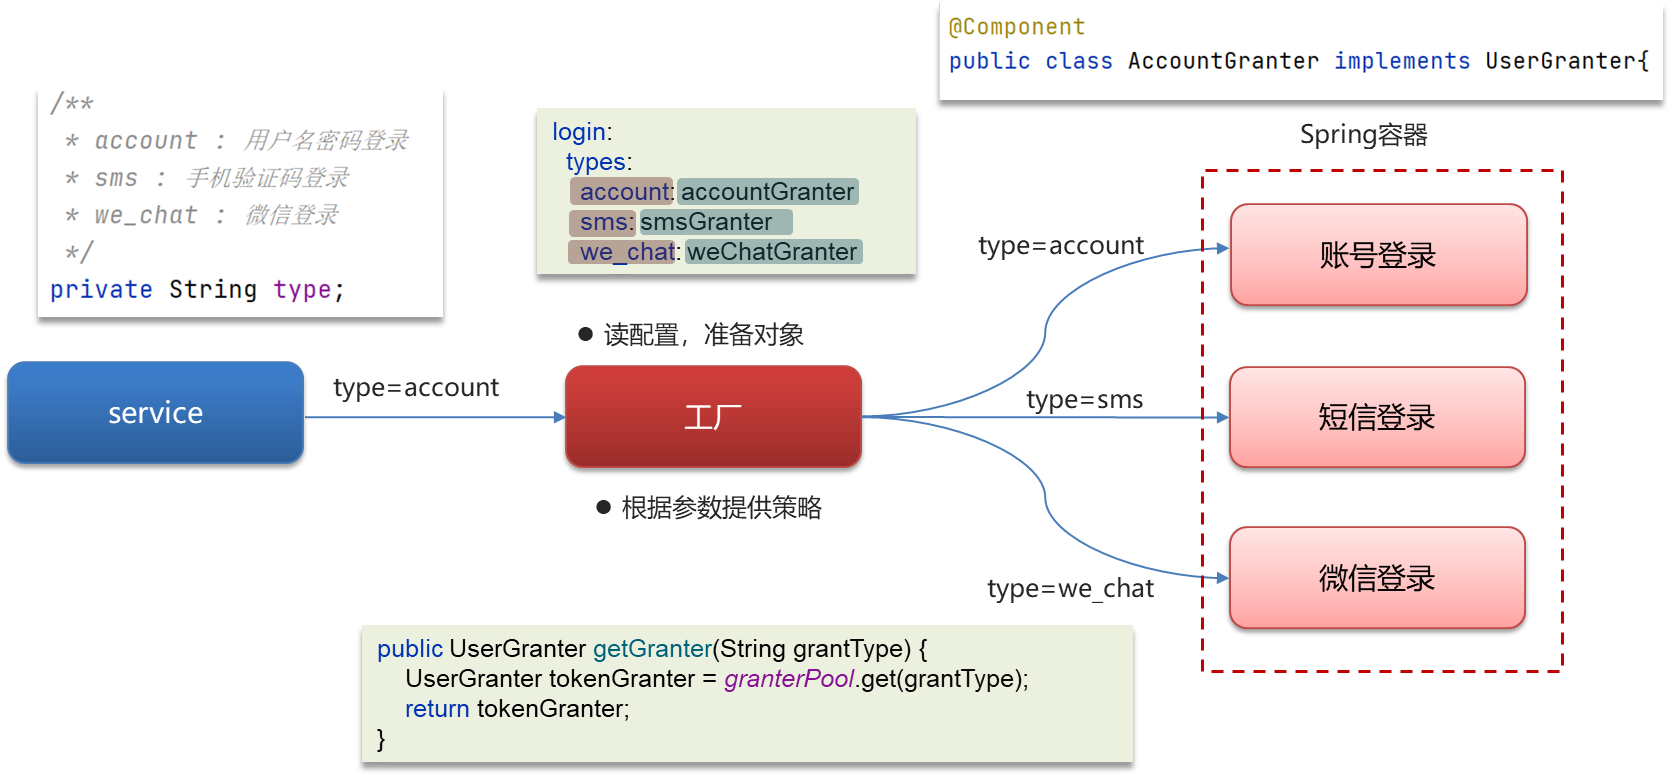 @Component
public class AccountGranter implements UserGranter{
/**
* account : 用户名密码登录
* sms : 手机验证码登录
* we_chat : 微信登录
*/
private String type;
login:
types:
account: accountGranter
sms: smsGranter
we_chat: weChatGranter
Spring容器
type=account
账号登录
● 读配置，准备对象
service
type=account
工厂
type=sms
短信登录
● 根据参数提供策略
type=we_chat
微信登录
public UserGranter getGranter(String grantType) {
UserGranter tokenGranter = granterPool.get(grantType);
return tokenGranter;
}